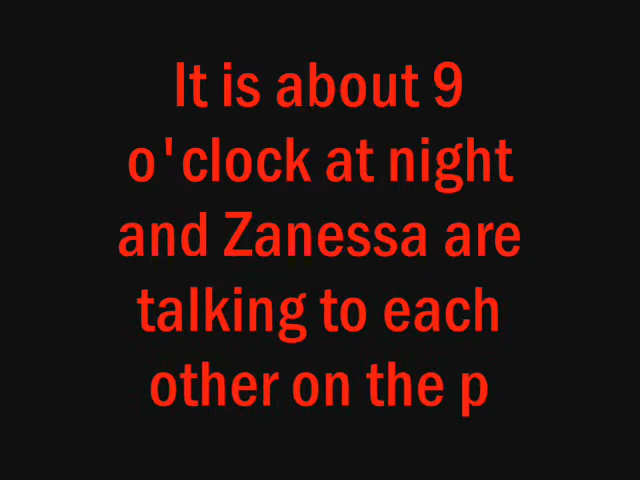 It is about 9
o'clock at night
and Zanessa are
talking to each
other on the p